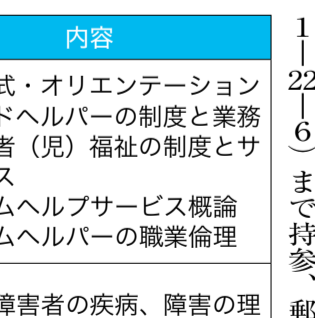 1―22―6)まで持参、郵
内容
式・オリエンテーション
ドヘルパーの制度と業務
者（児）福祉の制度とサ
ス
ムヘルプサービス概論
ムヘルパーの職業倫理
障害者の疾病、障害の理